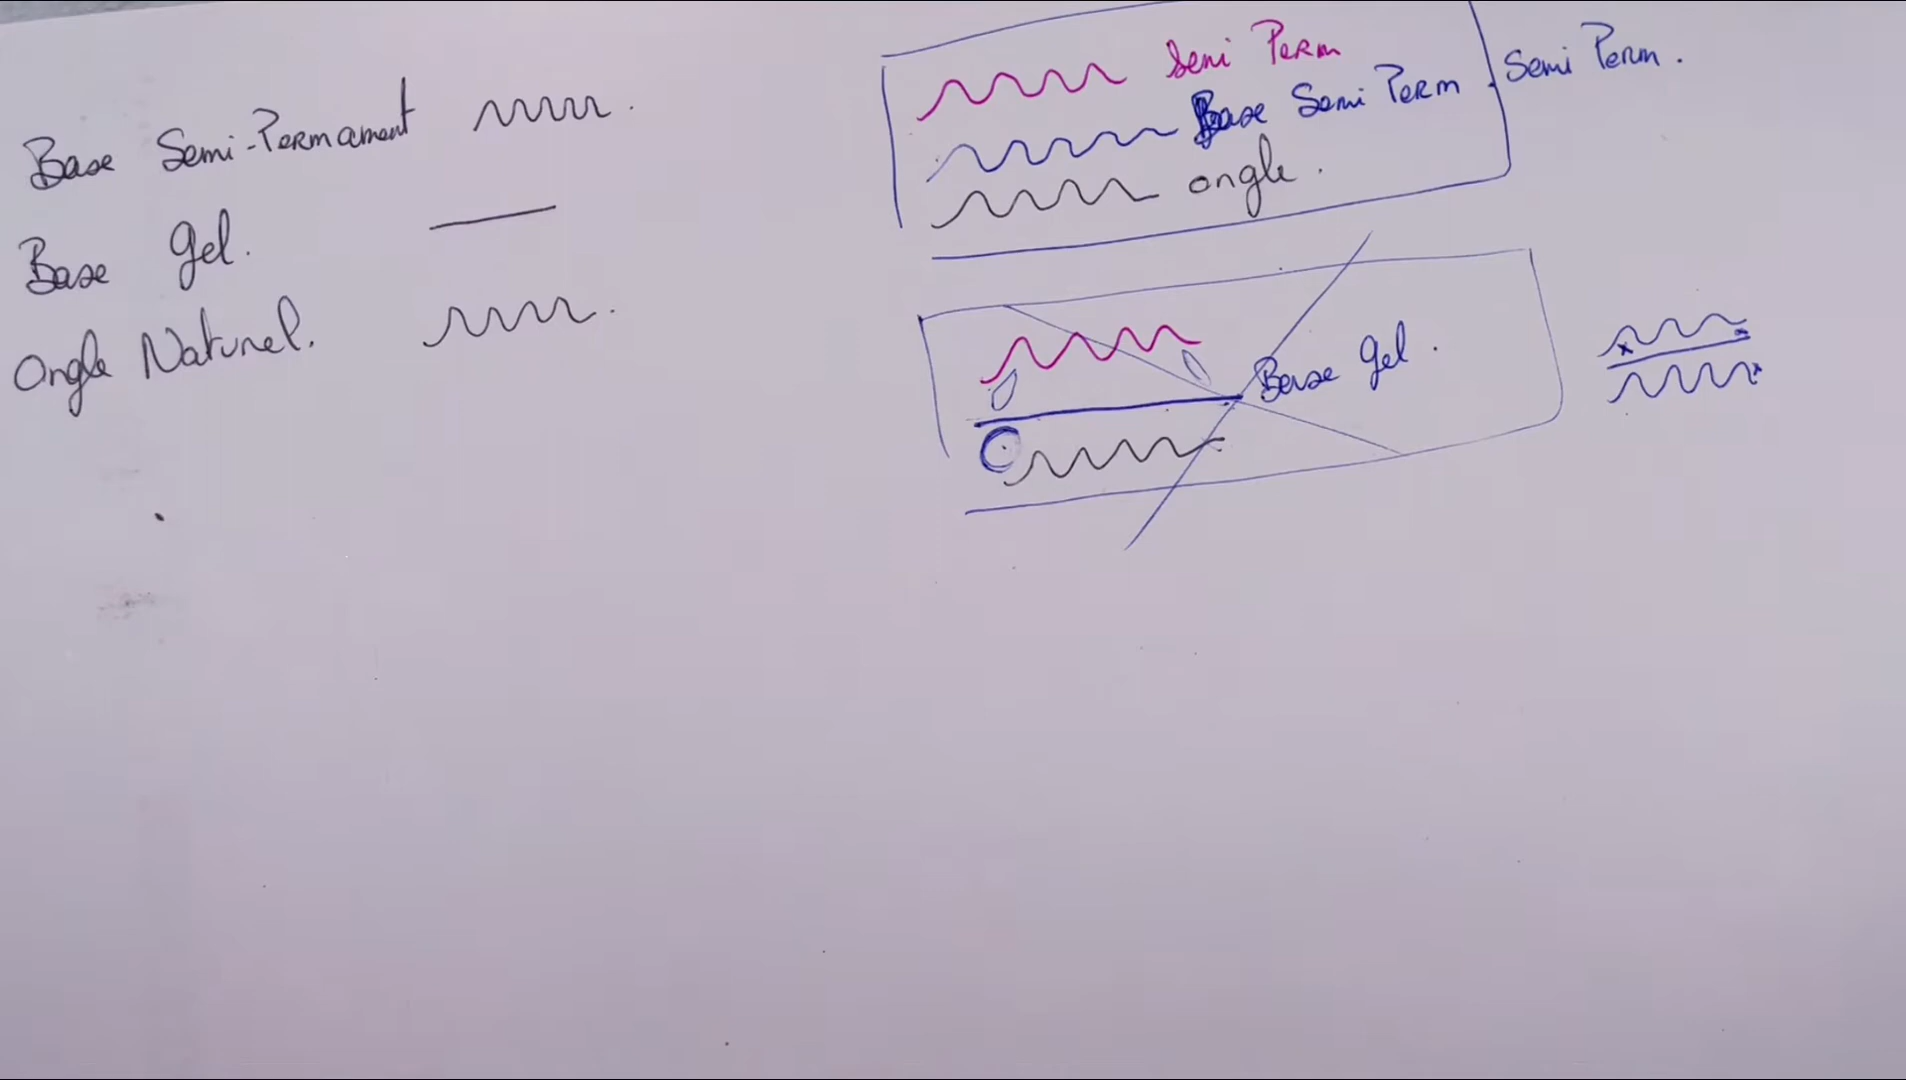 Base Semi-Permament
Base Gel.
Ongle Naturel.
Semi Perm
Base Semi Perm
Semi Perm.
ongle.
Base Gel.